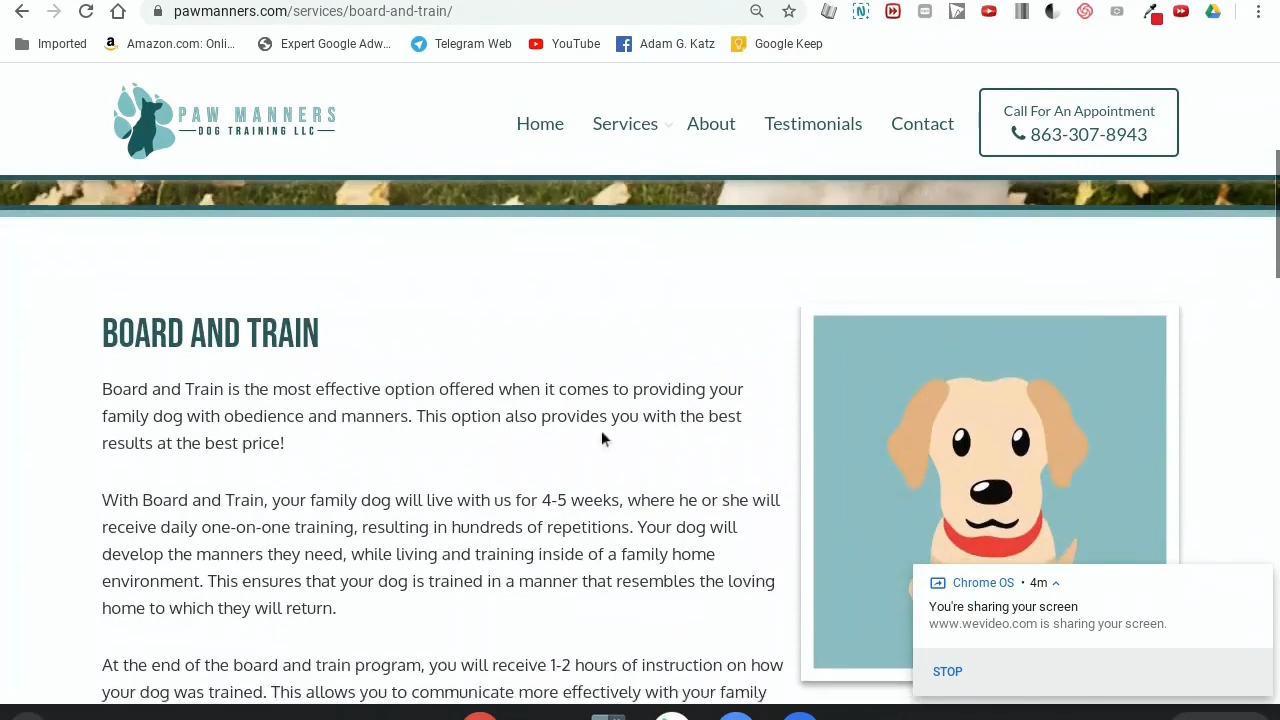 pawmanners.com/services/board-and-train/
Imported
Amazon.com: Onli...
Expert Google Adw...
Telegram Web
YouTube
Adam G. Katz
Google Keep
PAW MANNERS
DOG TRAINING LLC
Home
Services
About
Testimonials
Contact
Call For An Appointment
863-307-8943
BOARD AND TRAIN
Board and Train is the most effective option offered when it comes to providing your
family dog with obedience and manners. This option also provides you with the best
results at the best price!
With Board and Train, your family dog will live with us for 4-5 weeks, where he or she will
receive daily one-on-one training, resulting in hundreds of repetitions. Your dog will
develop the manners they need, while living and training inside of a family home
environment. This ensures that your dog is trained in a manner that resembles the loving
home to which they will return.
At the end of the board and train program, you will receive 1-2 hours of instruction on how
your dog was trained. This allows you to communicate more effectively with your family
Chrome OS • 4m
You're sharing your screen
www.wevideo.com is sharing your screen.
STOP